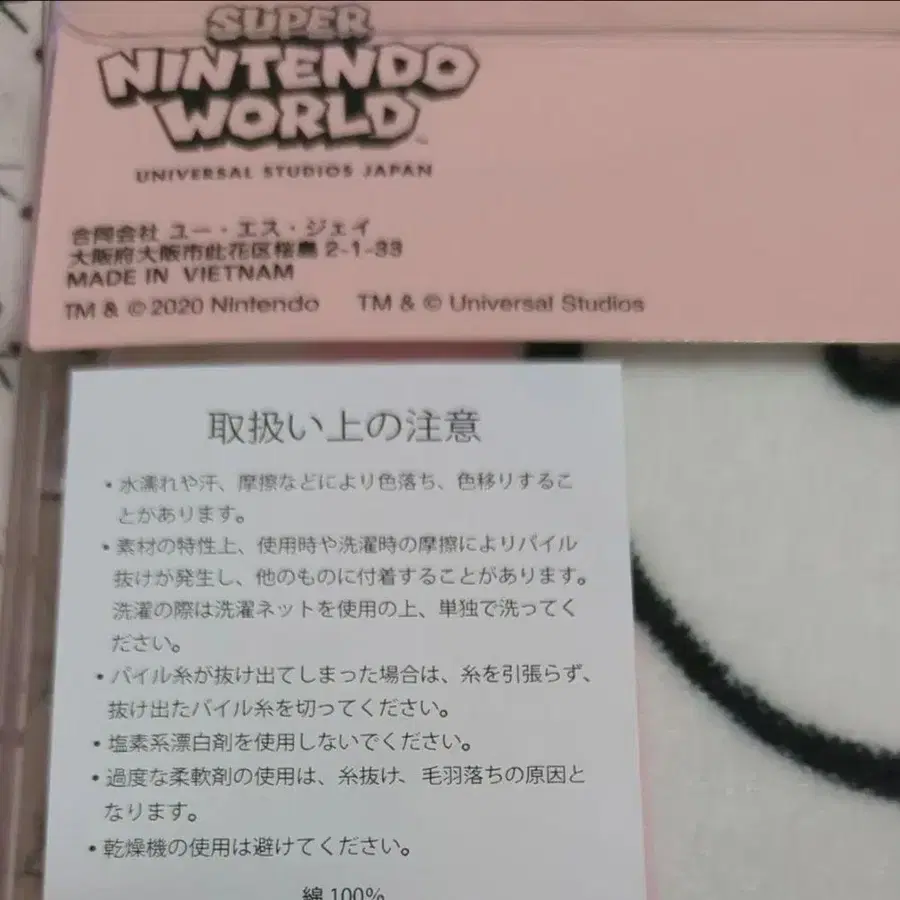 SUPER
NINTENDO
WORLD™
UNIVERSAL STUDIOS JAPAN
合同会社 ユー・エス・ジェイ
大阪府大阪市此花区桜島 2-1-33
MADE IN VIETNAM
TM & © 2020 Nintendo TM & © Universal Studios
取扱い上の注意
・水濡れや汗、摩擦などにより色落ち、色移りするこ
とがあります。
・素材の特性上、使用時や洗濯時の摩擦によりパイル
抜けが発生し、他のものに付着することがあります。
洗濯の際は洗濯ネットを使用の上、単独で洗ってく
ださい。
・パイル糸が抜け出てしまった場合は、糸を引張らず、
抜け出たパイル糸を切ってください。
・塩素系漂白剤を使用しないでください。
・過度な柔軟剤の使用は、糸抜け、毛羽落ちの原因と
なります。
・乾燥機の使用は避けてください。
綿 100%